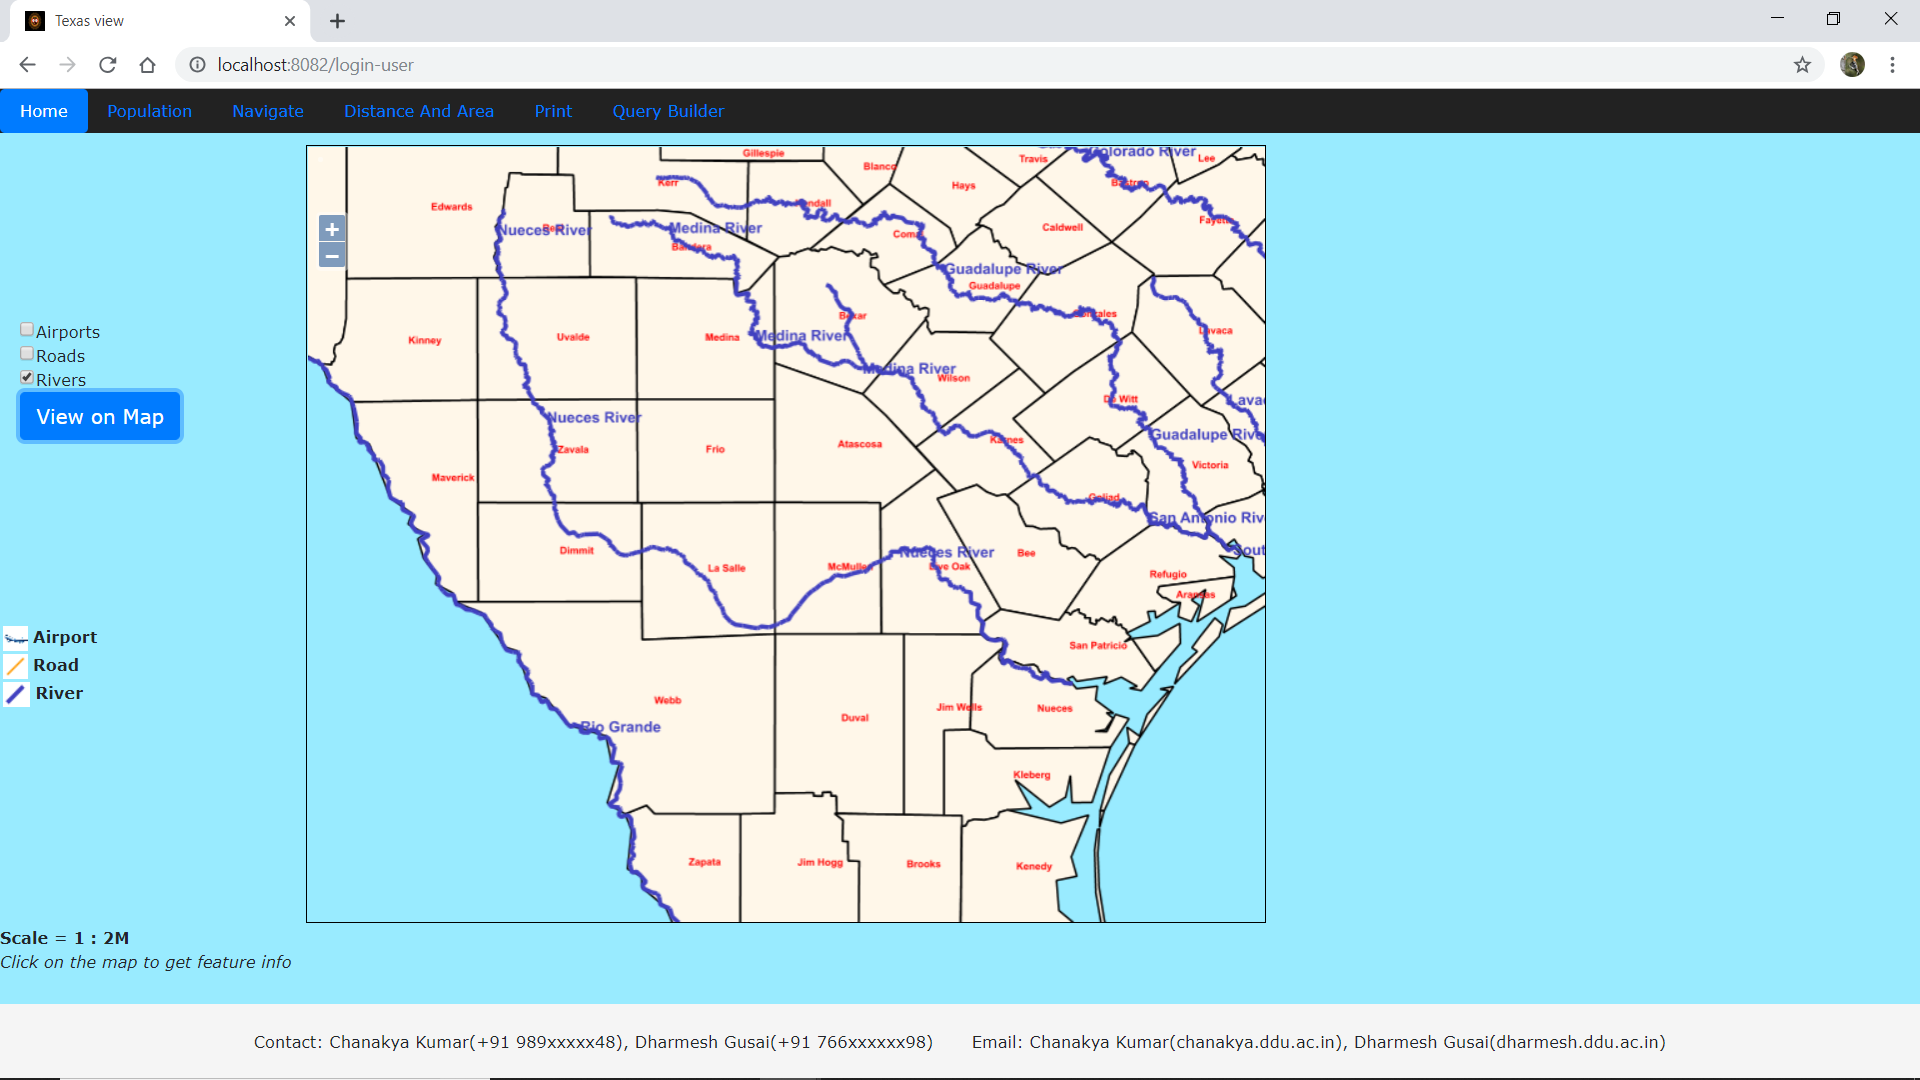 Texas view
localhost:8082/login-user
Home Population Navigate Distance And Area Print Query Builder
Gillespie
Blanco
Travis
Colorado River
Lee
Kerr
Hays
Bastrop
Edwards
Kendall
Caldwell
Fayette
Real
Nueces River
Medina River
Bandera
Comal
+
−
Guadalupe River
Guadalupe
Bexar
Gonzales
Lavaca
Airports
Roads
Rivers
View on Map
Kinney
Uvalde
Medina
Medina River
Medina River
Wilson
De Witt
Lava
Nueces River
Guadalupe Rive
Zavala
Frio
Atascosa
Karnes
Victoria
Maverick
Goliad
San Antonio Riv
Dimmit
La Salle
McMullen
Nueces River
Live Oak
Bee
Sout
Refugio
Aransas
Airport
Road
River
San Patricio
Webb
Duval
Jim Wells
Nueces
Rio Grande
Kleberg
Zapata
Jim Hogg
Brooks
Kenedy
Scale = 1 : 2M
Click on the map to get feature info
Contact: Chanakya Kumar(+91 989xxxxx48), Dharmesh Gusai(+91 766xxxxxx98) Email: Chanakya Kumar(chanakya.ddu.ac.in), Dharmesh Gusai(dharmesh.ddu.ac.in)